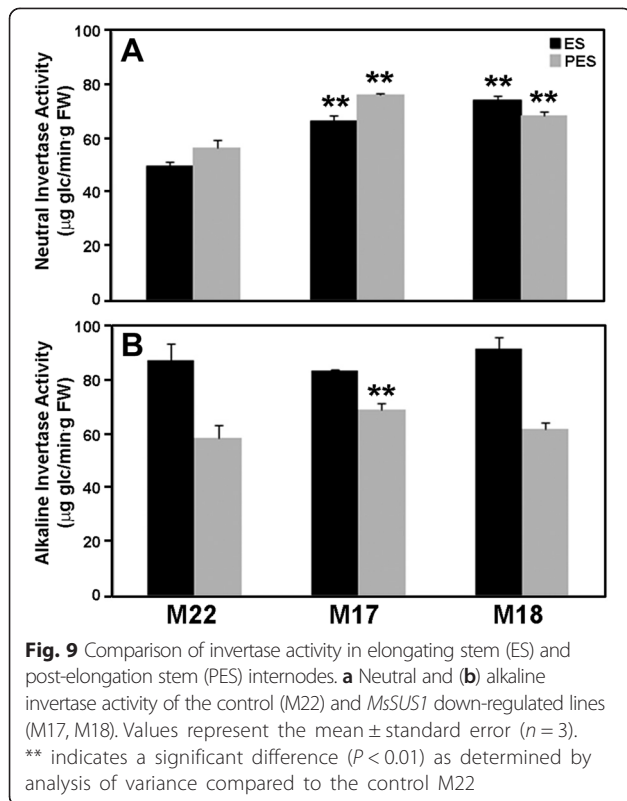 A
ES
PES
Neutral Invertase Activity
(µg glc/min·g FW)
100
80
60
40
20
0
**
**
**
**
B
Alkaline Invertase Activity
(µg glc/min·g FW)
100
80
60
40
20
0
**
M22
M17
M18
Fig. 9 Comparison of invertase activity in elongating stem (ES) and
post-elongation stem (PES) internodes. a Neutral and (b) alkaline
invertase activity of the control (M22) and MsSUS1 down-regulated lines
(M17, M18). Values represent the mean ± standard error (n = 3).
** indicates a significant difference (P < 0.01) as determined by
analysis of variance compared to the control M22